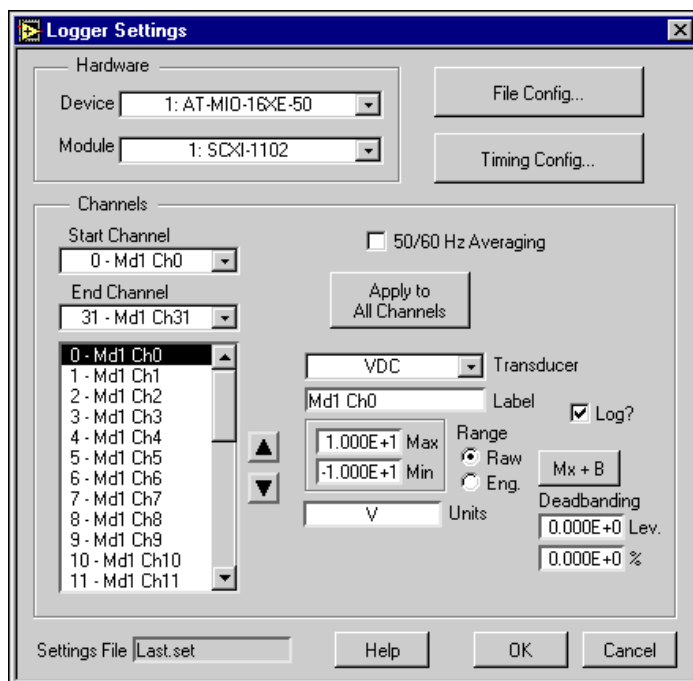 Logger Settings
Hardware
Device 1: AT-MIO-16XE-50
Module 1: SCXI-1102
File Config...
Timing Config...
Channels
Start Channel
0 - Md1 Ch0
End Channel
31 - Md1 Ch31
0 - Md1 Ch0
1 - Md1 Ch1
2 - Md1 Ch2
3 - Md1 Ch3
4 - Md1 Ch4
5 - Md1 Ch5
6 - Md1 Ch6
7 - Md1 Ch7
8 - Md1 Ch8
9 - Md1 Ch9
10 - Md1 Ch10
11 - Md1 Ch11
50/60 Hz Averaging
Apply to
All Channels
VDC Transducer
Md1 Ch0 Label
Log?
1.000E+1 Max
-1.000E+1 Min
Range
Raw
Eng.
Mx + B
V Units
Deadbanding
0.000E+0 Lev.
0.000E+0 %
Settings File Last.set
Help
OK
Cancel